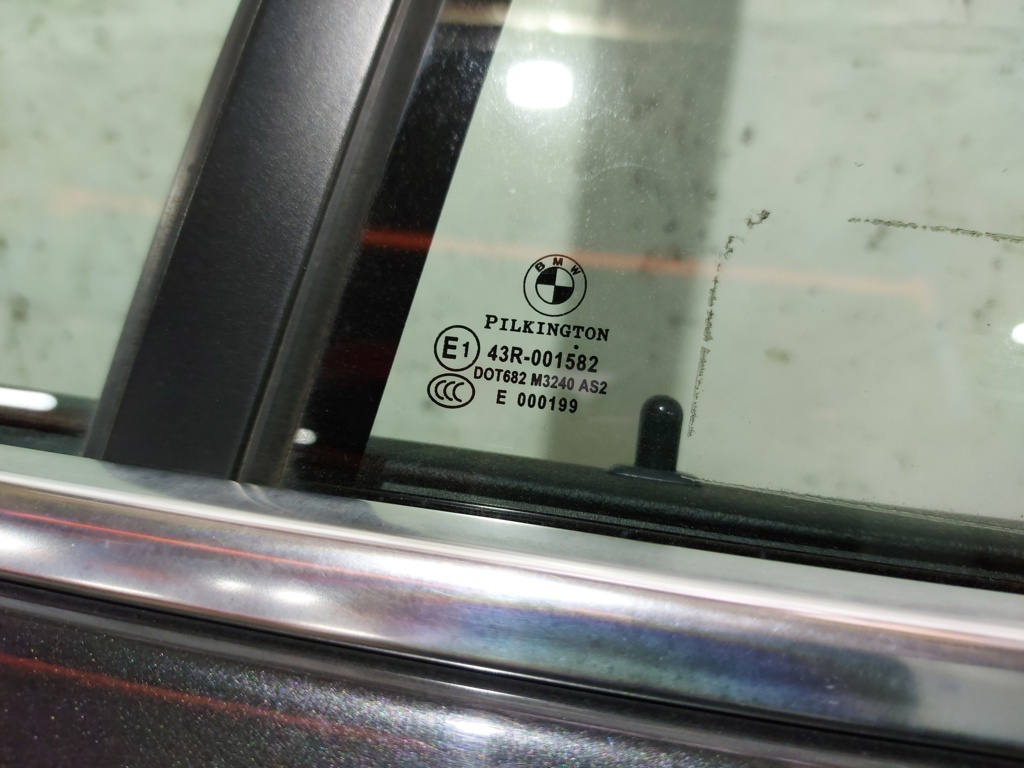 BMW
PILKINGTON
E1 43R-001582
CCC DOT682 M3240 AS2
E 000199